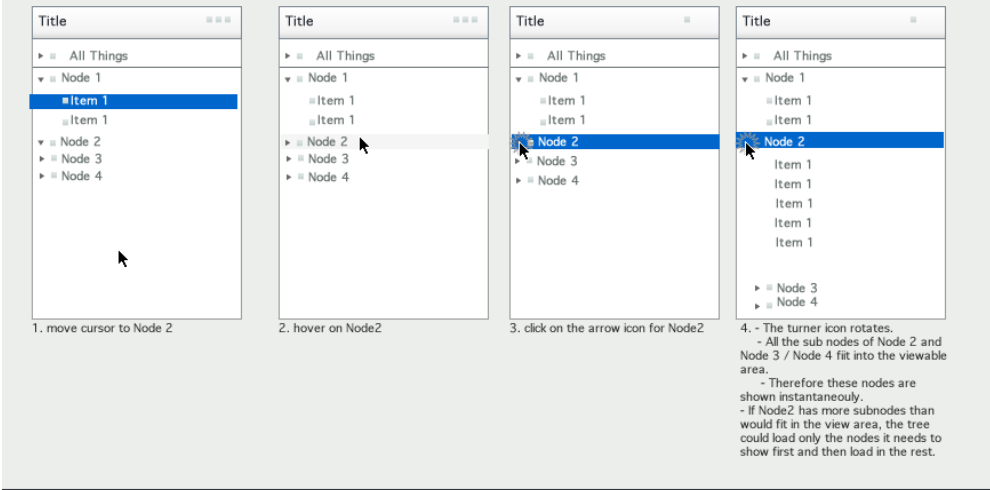 Title
All Things
Node 1
Item 1
Item 1
Node 2
Node 3
Node 4
1. move cursor to Node 2
Title
All Things
Node 1
Item 1
Item 1
Node 2
Node 3
Node 4
2. hover on Node2
Title
All Things
Node 1
Item 1
Item 1
Node 2
Node 3
Node 4
3. click on the arrow icon for Node2
Title
All Things
Node 1
Item 1
Item 1
Node 2
Item 1
Item 1
Item 1
Item 1
Item 1
Node 3
Node 4
4. - The turner icon rotates.
- All the sub nodes of Node 2 and
Node 3 / Node 4 fiit into the viewable
area.
- Therefore these nodes are
shown instantaneouly.
- If Node2 has more subnodes than
would fit in the view area, the tree
could load only the nodes it needs to
show first and then load in the rest.